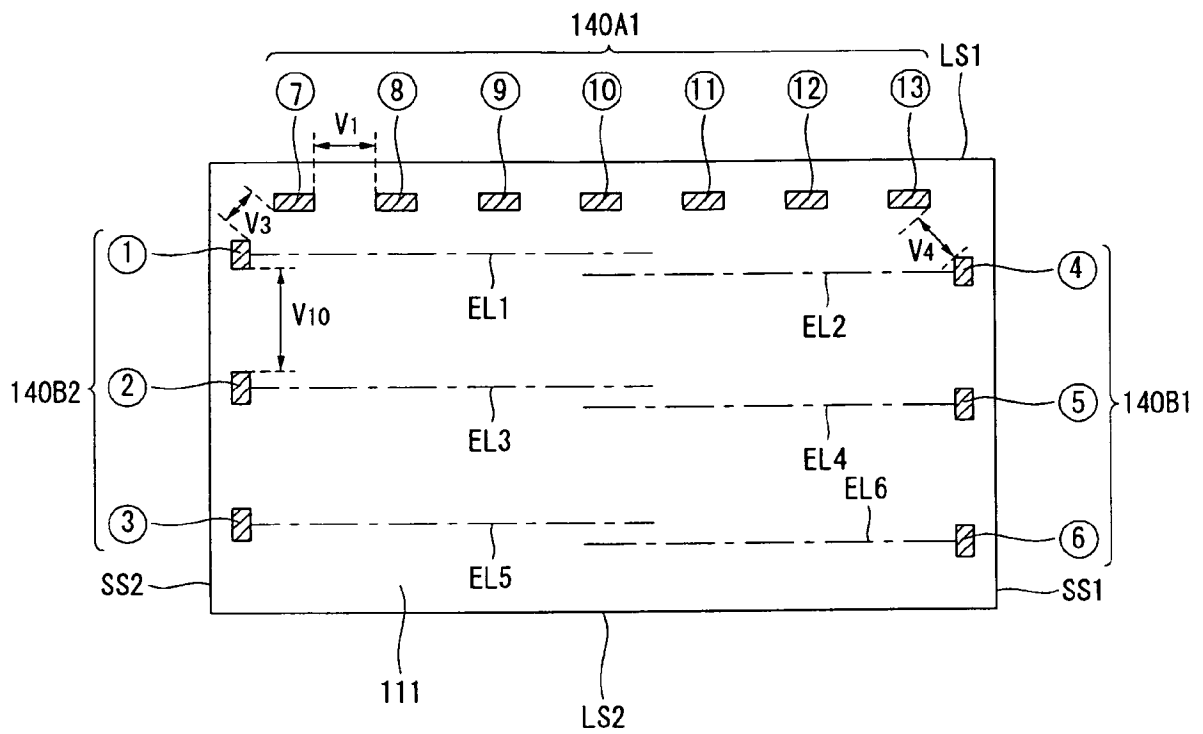 140A1
LS1
⑦ ⑧ ⑨ ⑩ ⑪ ⑫ ⑬
V1
V3
V4
① ④
EL1
EL2
V10
140B2
② ⑤
140B1
EL3
EL4
EL6
③ ⑥
EL5
SS2
SS1
111
LS2